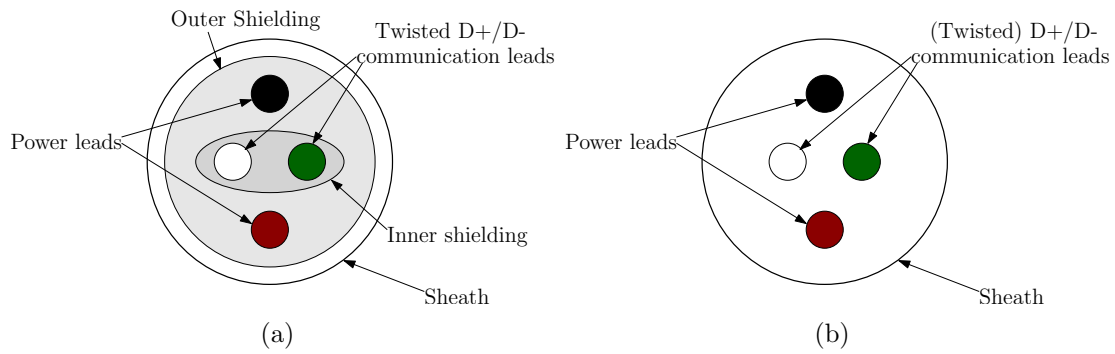 Outer Shielding
Twisted D+/D-
communication leads
Power leads
Inner shielding
Sheath
(a)
(Twisted) D+/D-
communication leads
Power leads
Sheath
(b)